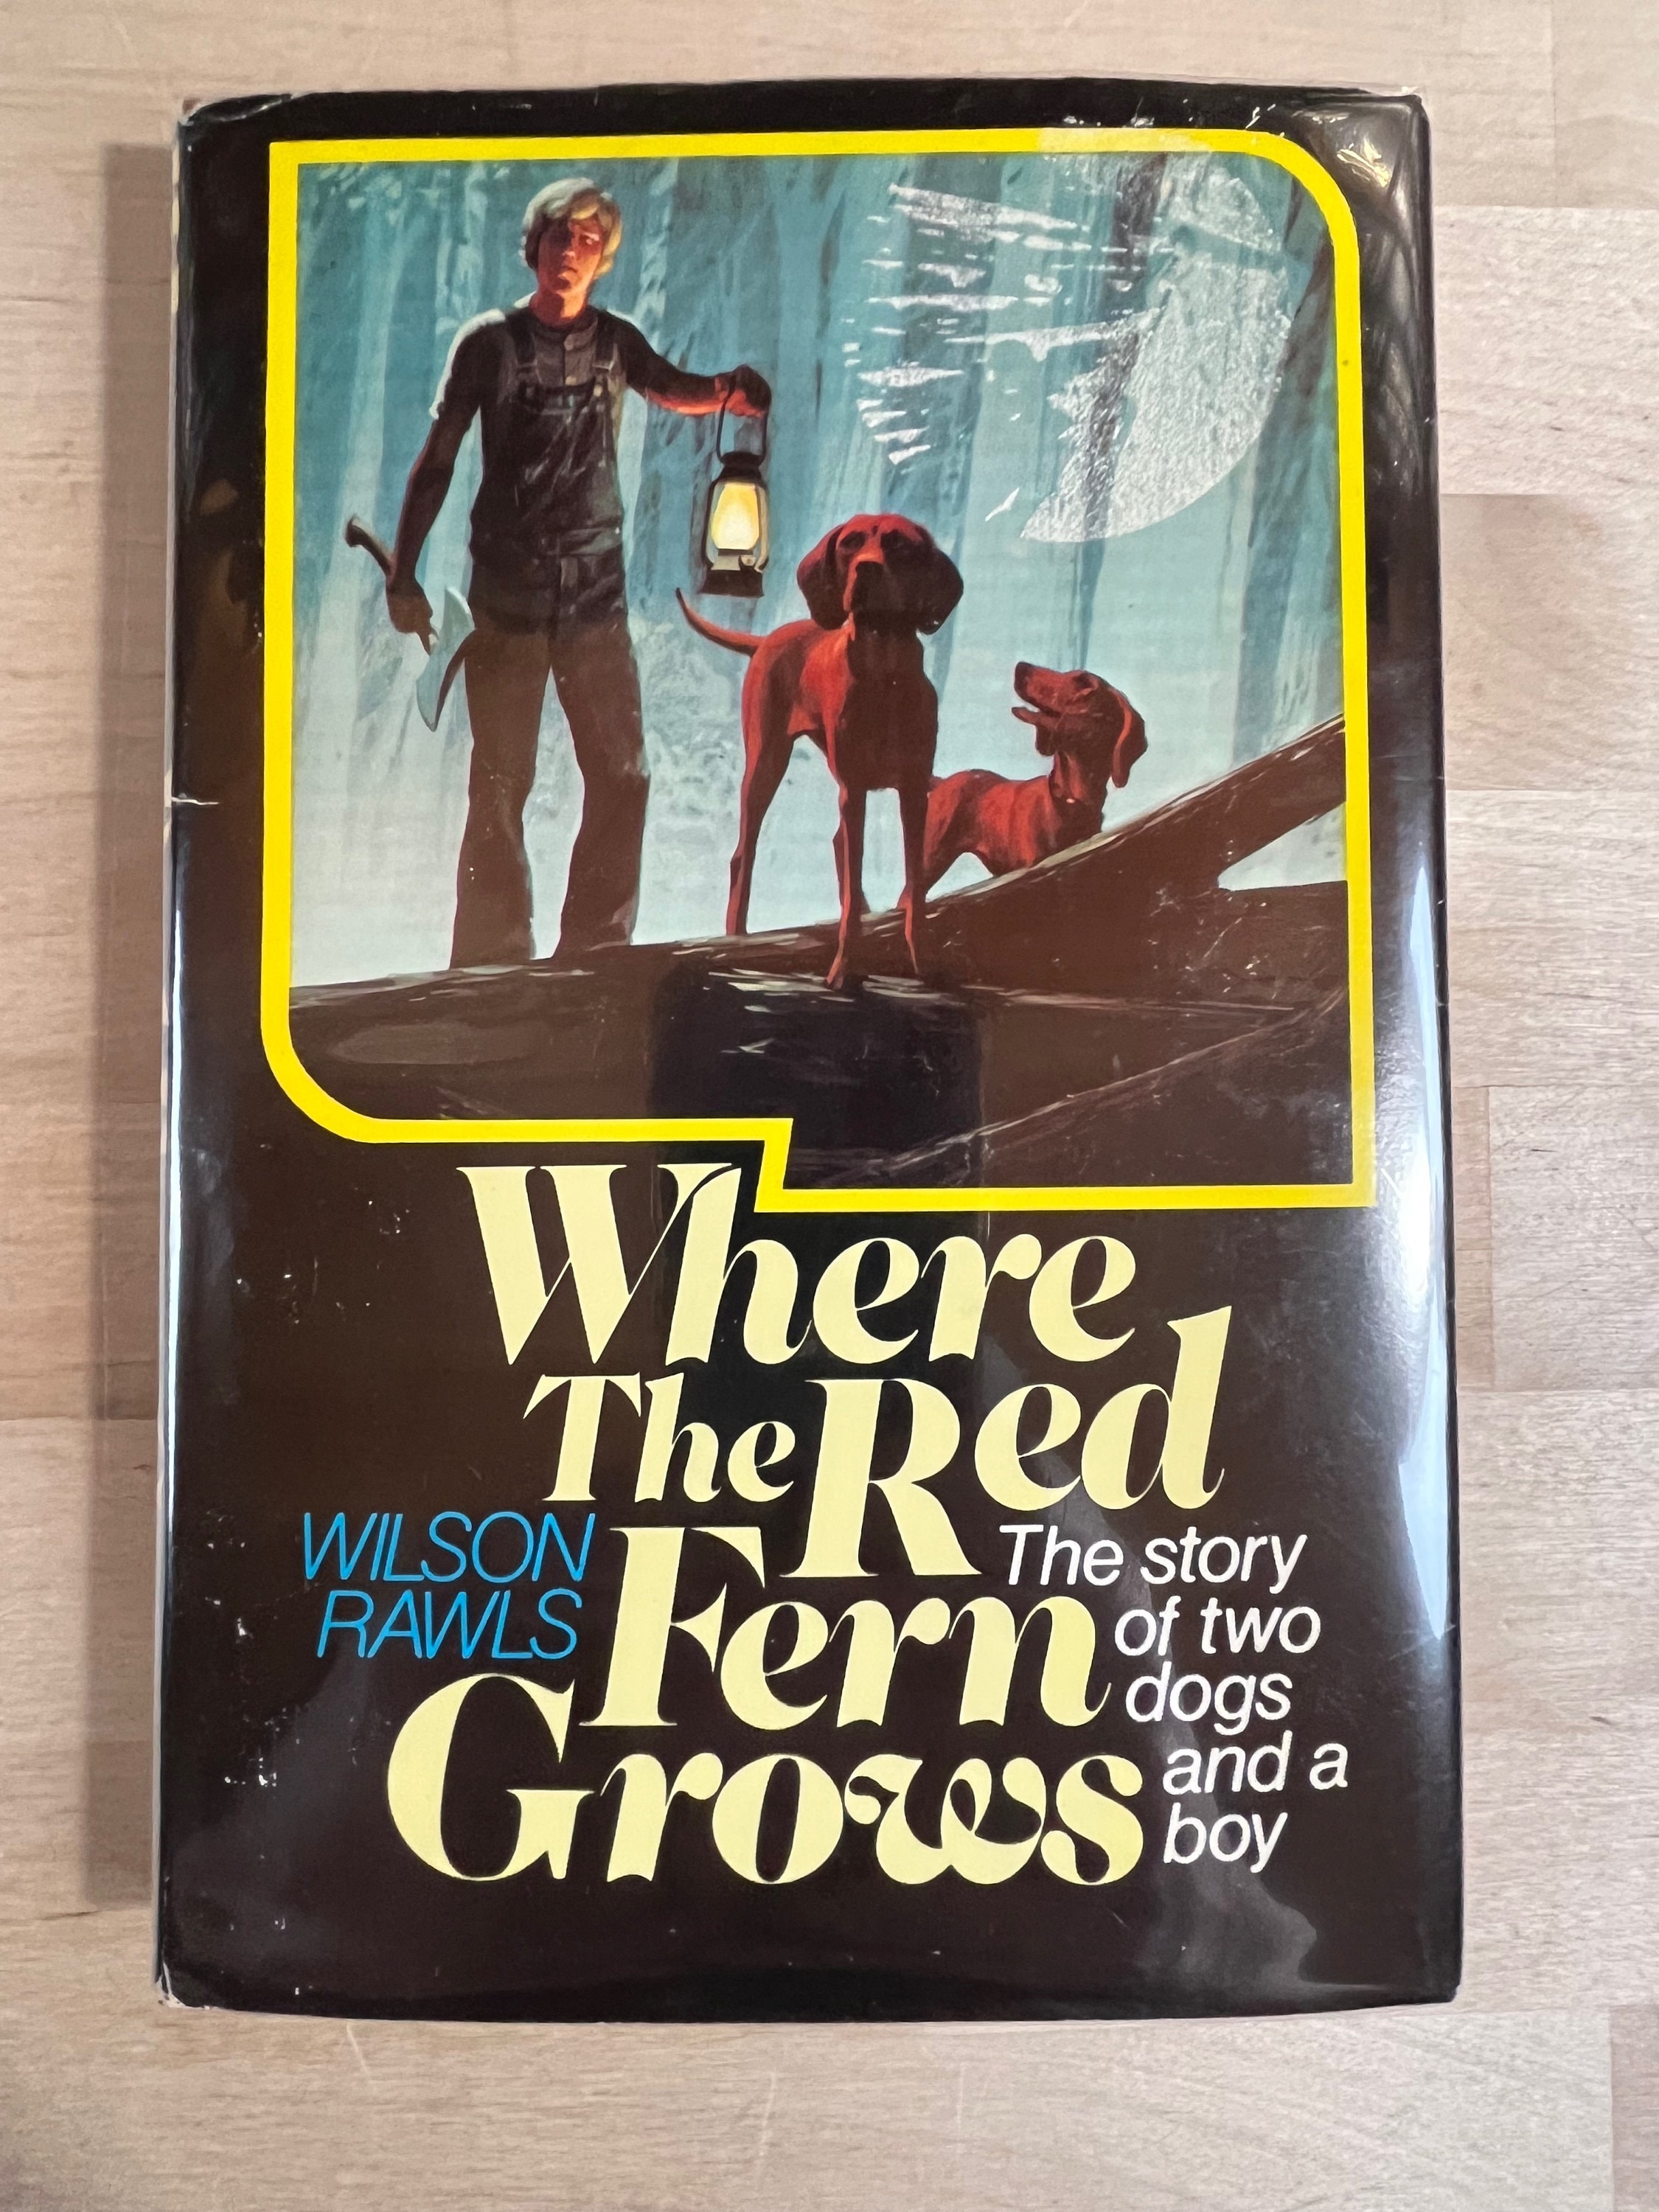 Where
The Red
WILSON
RAWLS
Fern
Grows
The story
of two
dogs
and a
boy